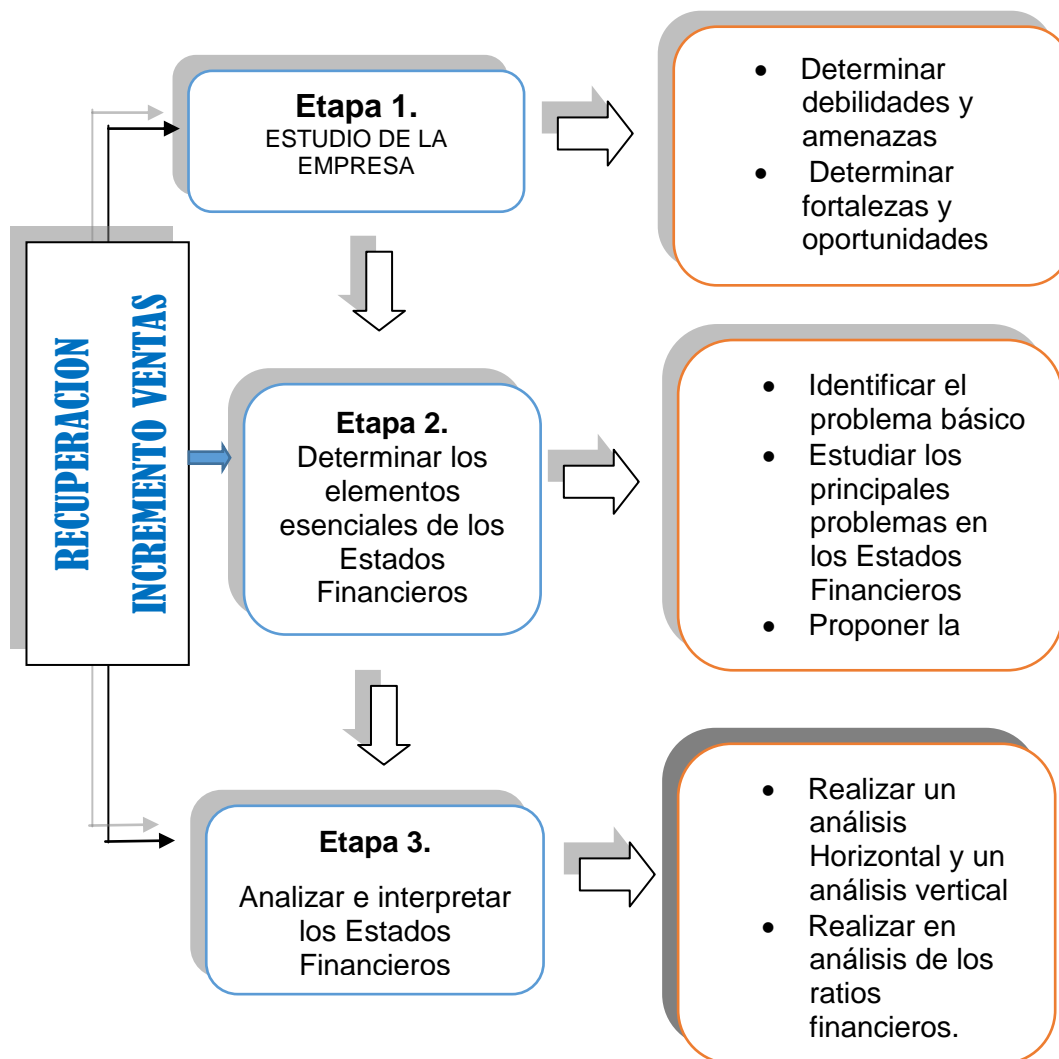 RECUPERACION
INCREMENTO VENTAS
Etapa 1.
ESTUDIO DE LA
EMPRESA
• Determinar
debilidades y
amenazas
• Determinar
fortalezas y
oportunidades
Etapa 2.
Determinar los
elementos
esenciales de los
Estados
Financieros
• Identificar el
problema básico
• Estudiar los
principales
problemas en
los Estados
Financieros
• Proponer la
Etapa 3.
Analizar e interpretar
los Estados
Financieros
• Realizar un
análisis
Horizontal y un
análisis vertical
• Realizar en
análisis de los
ratios
financieros.